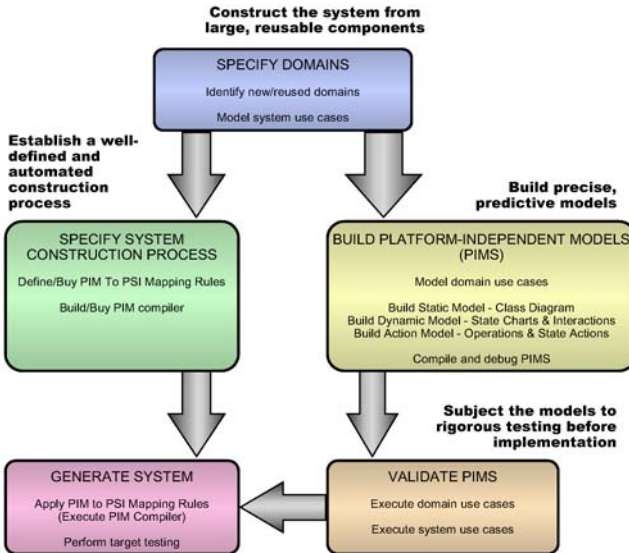 Construct the system from
large, reusable components
SPECIFY DOMAINS
Identify new/reused domains
Model system use cases
Establish a well-
defined and
automated
construction
process
Build precise,
predictive models
SPECIFY SYSTEM
CONSTRUCTION PROCESS
Define/Buy PIM To PSI Mapping Rules
Build/Buy PIM compiler
BUILD PLATFORM-INDEPENDENT MODELS
(PIMS)
Model domain use cases
Build Static Model - Class Diagram
Build Dynamic Model - State Charts & Interactions
Build Action Model - Operations & State Actions
Compile and debug PIMS
Subject the models to
rigorous testing before
implementation
GENERATE SYSTEM
Apply PIM to PSI Mapping Rules
(Execute PIM Compiler)
Perform target testing
VALIDATE PIMS
Execute domain use cases
Execute system use cases